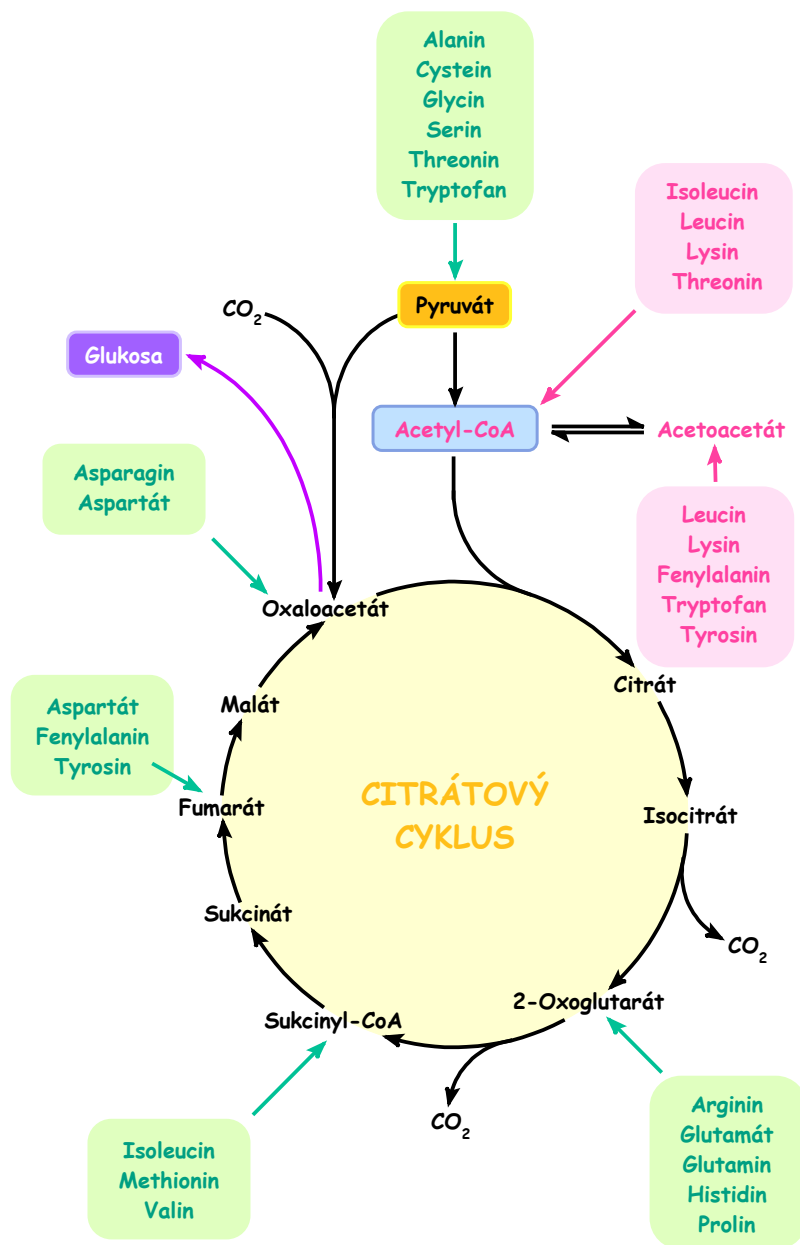 Alanin
Cystein
Glycin
Serin
Threonin
Tryptofan
Isoleucin
Leucin
Lysin
Threonin
CO2
Pyruvát
Glukosa
Acetyl-CoA
Acetoacetát
Asparagin
Aspartát
Leucin
Lysin
Fenylalanin
Tryptofan
Tyrosin
Oxaloacetát
Citrát
Malát
Aspartát
Fenylalanin
Tyrosin
Fumarát
CITRÁTOVÝ
CYKLUS
Isocitrát
Sukcinát
CO2
2-Oxoglutarát
Sukcinyl-CoA
CO2
Arginin
Glutamát
Glutamin
Histidin
Prolin
Isoleucin
Methionin
Valin